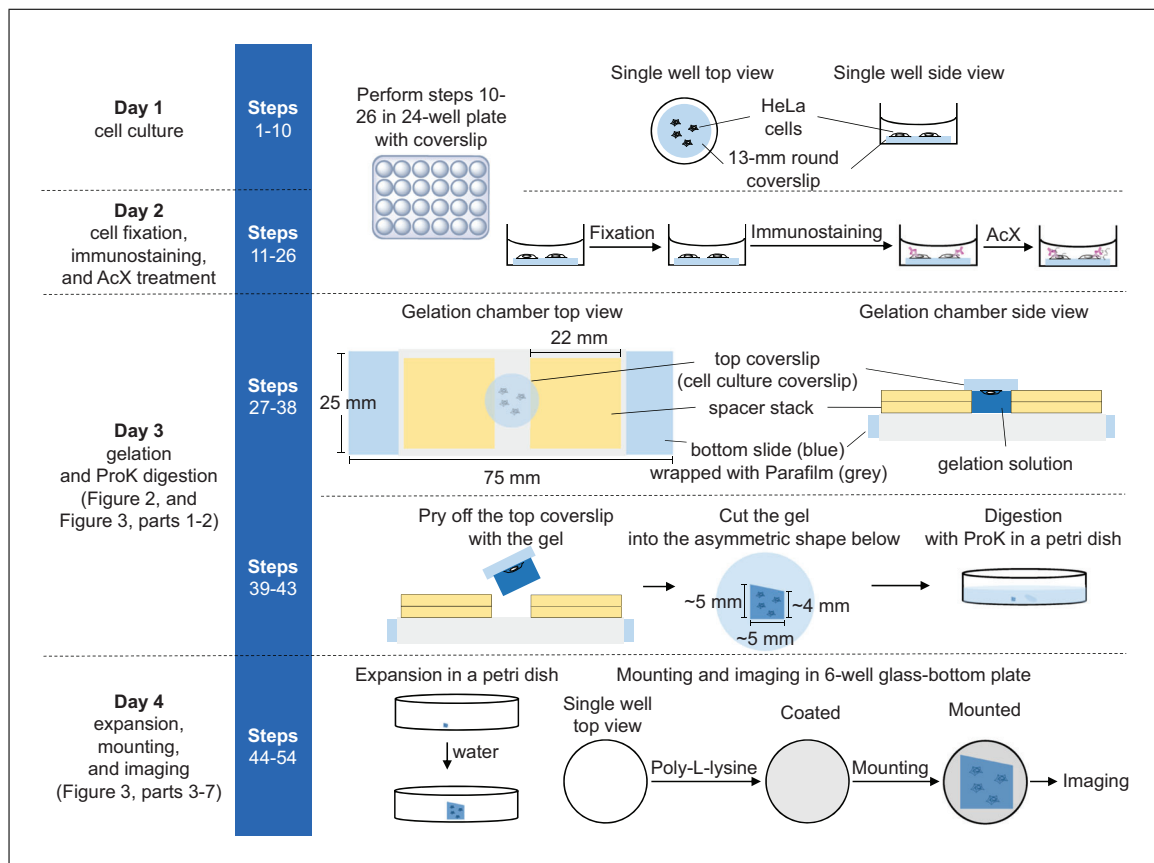 Day 1
cell culture
Steps
1-10
Perform steps 10-
26 in 24-well plate
with coverslip
Single well top view
Single well side view
HeLa
cells
13-mm round
coverslip
Day 2
cell fixation,
immunostaining,
and AcX treatment
Steps
11-26
Fixation
Immunostaining
AcX
Day 3
gelation
and ProK digestion
(Figure 2, and
Figure 3, parts 1-2)
Steps
27-38
Gelation chamber top view
22 mm
25 mm
75 mm
Gelation chamber side view
top coverslip
(cell culture coverslip)
spacer stack
bottom slide (blue)
wrapped with Parafilm (grey)
gelation solution
Steps
39-43
Pry off the top coverslip
with the gel
Cut the gel
into the asymmetric shape below
~5 mm
~4 mm
~5 mm
Digestion
with ProK in a petri dish
Day 4
expansion,
mounting,
and imaging
(Figure 3, parts 3-7)
Steps
44-54
Expansion in a petri dish
water
Mounting and imaging in 6-well glass-bottom plate
Single well
top view
Poly-L-lysine
Coated
Mounting
Mounted
Imaging